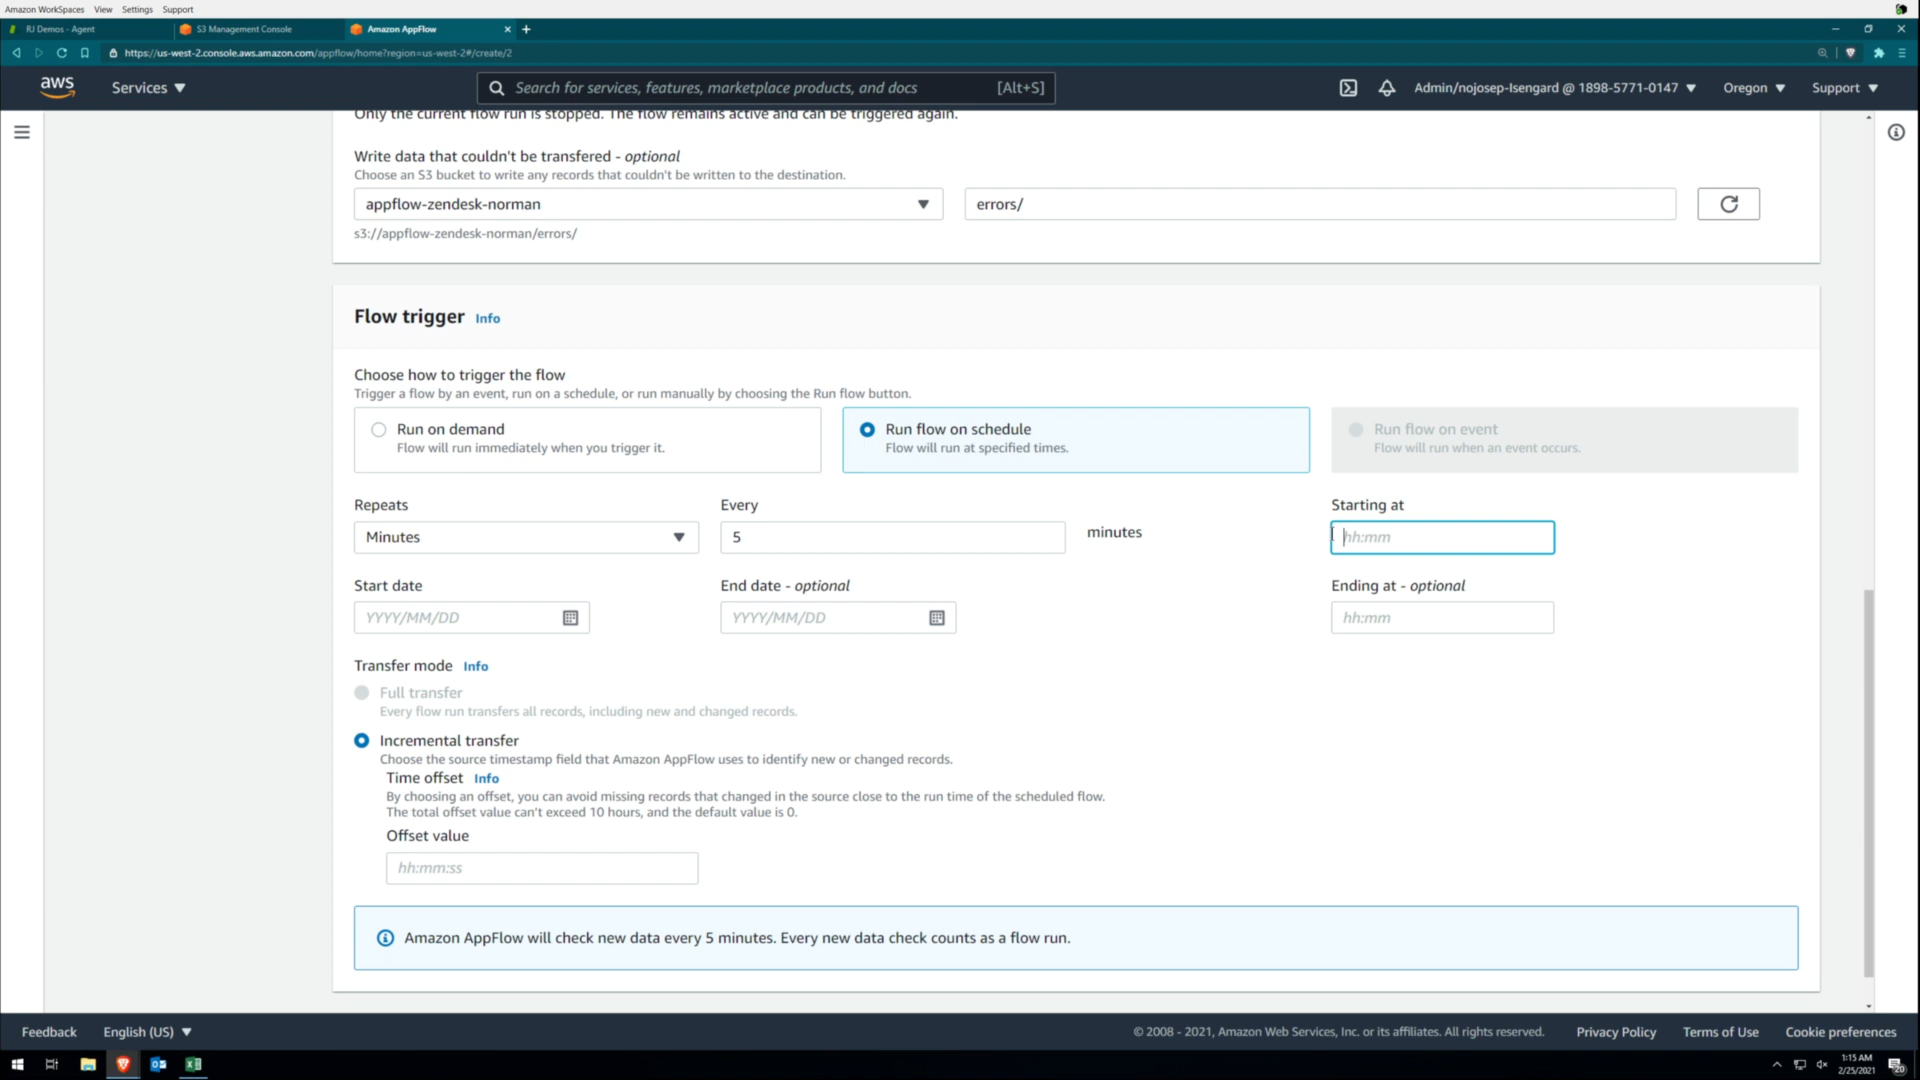 Amazon WorkSpaces View Settings Support
RJ Demos - Agent S3 Management Console Amazon AppFlow
https://us-west-2.console.aws.amazon.com/appflow/home?region=us-west-2#/create/2
aws Services Search for services, features, marketplace products, and docs [Alt+S] Admin/nojosep-Isengard @ 1898-5771-0147 Oregon Support
Only the current flow run is stopped. The flow remains active and can be triggered again.
Write data that couldn't be transfered - optional
Choose an S3 bucket to write any records that couldn't be written to the destination.
appflow-zendesk-norman errors/
s3://appflow-zendesk-norman/errors/
Flow trigger Info
Choose how to trigger the flow
Trigger a flow by an event, run on a schedule, or run manually by choosing the Run flow button.
Run on demand Run flow on schedule Run flow on event
Flow will run immediately when you trigger it. Flow will run at specified times. Flow will run when an event occurs.
Repeats Every Starting at
Minutes 5 minutes hh:mm
Start date End date - optional Ending at - optional
YYYY/MM/DD YYYY/MM/DD hh:mm
Transfer mode Info
Full transfer
Every flow run transfers all records, including new and changed records.
Incremental transfer
Choose the source timestamp field that Amazon AppFlow uses to identify new or changed records.
Time offset Info
By choosing an offset, you can avoid missing records that changed in the source close to the run time of the scheduled flow.
The total offset value can't exceed 10 hours, and the default value is 0.
Offset value
hh:mm:ss
Amazon AppFlow will check new data every 5 minutes. Every new data check counts as a flow run.
Feedback English (US) © 2008 - 2021, Amazon Web Services, Inc. or its affiliates. All rights reserved. Privacy Policy Terms of Use Cookie preferences
1:15 AM
2/25/2021
20